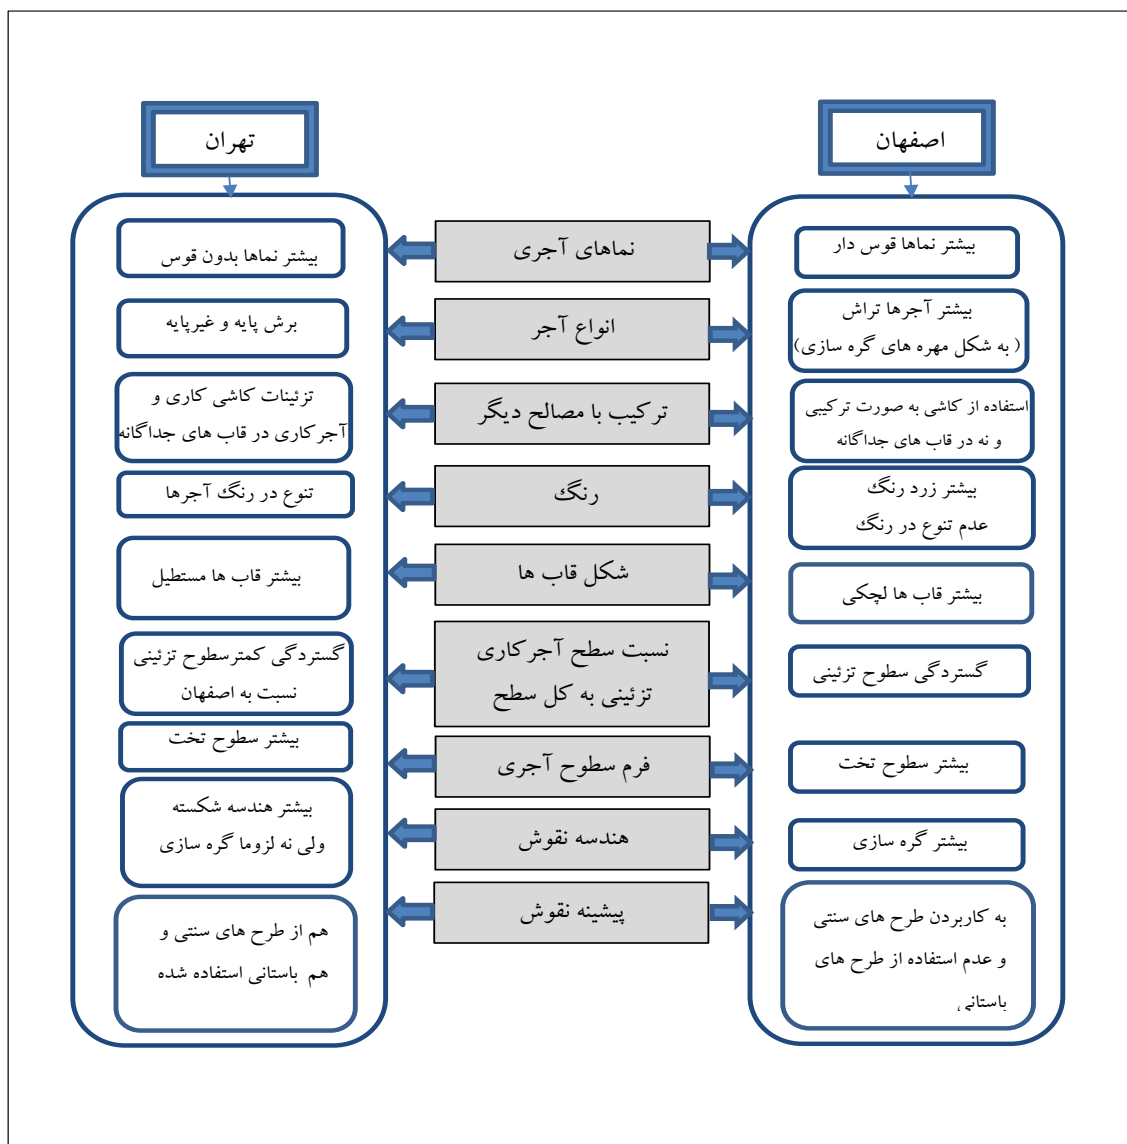 اصفهان
تهران
نماهای آجری
بیشتر نماها قوس دار
بیشتر نماها بدون قوس
انواع آجر
بیشتر آجرها تراش
( به شکل مهره های گره سازی)
برش پایه و غیرپایه
ترکیب با مصالح دیگر
استفاده از کاشی به صورت ترکیبی
و نه در قاب های جداگانه
تزئینات کاشی کاری و
آجرکاری در قاب های جداگانه
رنگ
بیشتر زرد رنگ
عدم تنوع در رنگ
تنوع در رنگ آجرها
شکل قاب ها
بیشتر قاب ها لچکی
بیشتر قاب ها مستطیل
نسبت سطح آجرکاری
تزئینی به کل سطح
گستردگی سطوح تزئینی
گستردگی کمترسطوح تزئینی
نسبت به اصفهان
فرم سطوح آجری
بیشتر سطوح تخت
بیشتر سطوح تخت
هندسه نقوش
بیشتر گره سازی
بیشتر هندسه شکسته
ولی نه لزوما گره سازی
پیشینه نقوش
به کاربردن طرح های سنتی
و عدم استفاده از طرح های
باستانی
هم از طرح های سنتی و
هم باستانی استفاده شده